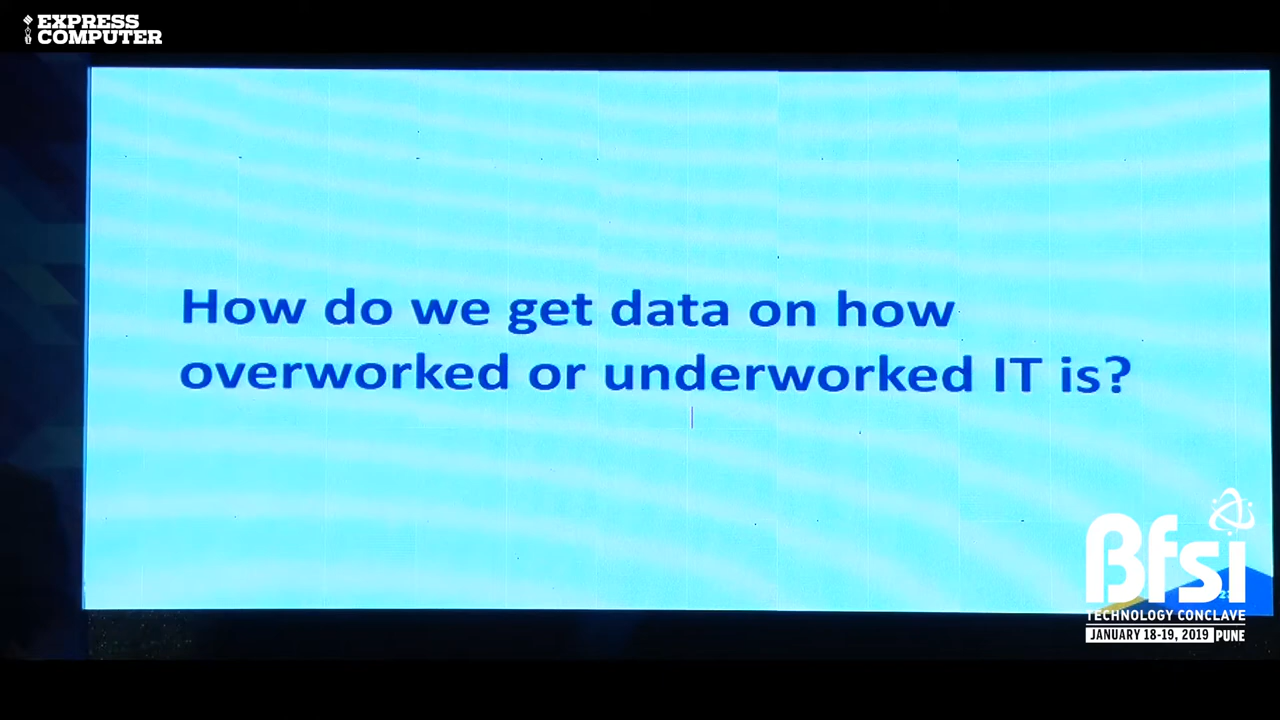 EXPRESS
COMPUTER
How do we get data on how
overworked or underworked IT is?
Bfsi
TECHNOLOGY CONCLAVE
JANUARY 18-19, 2019 PUNE